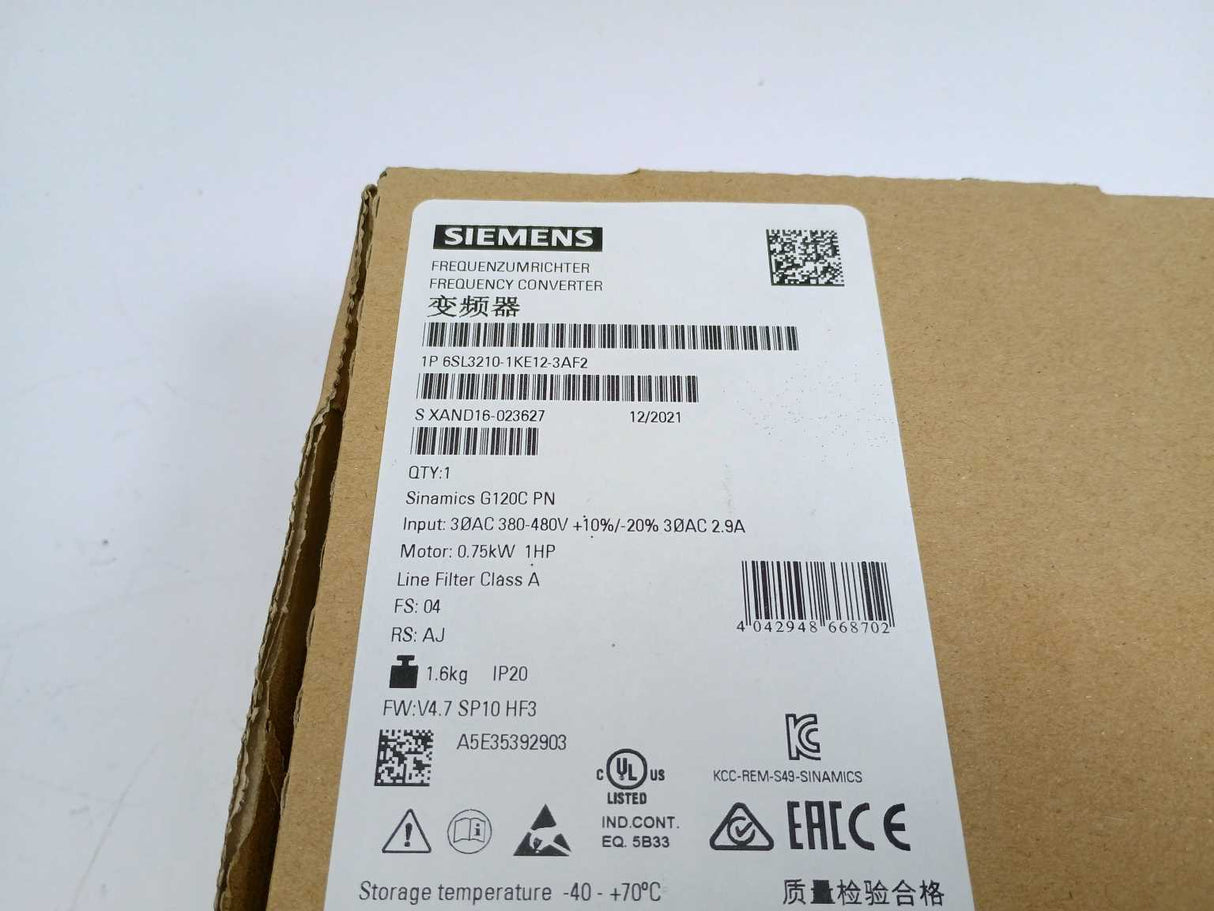 SIEMENS
FREQUENZUMRICHTER
FREQUENCY CONVERTER
变频器
1P 6SL3210-1KE12-3AF2
S XAND16-023627 12/2021
QTY:1
Sinamics G120C PN
Input: 3ØAC 380-480V +10%/-20% 3ØAC 2.9A
Motor: 0.75kW 1HP
Line Filter Class A
FS: 04
RS: AJ
4 042948 668702
1.6kg IP20
FW:V4.7 SP10 HF3
A5E35392903
C UL US
LISTED
IND.CONT.
EQ. 5B33
KC
KCC-REM-S49-SINAMICS
EAC CE
Storage temperature -40 - +70°C
质量检验合格